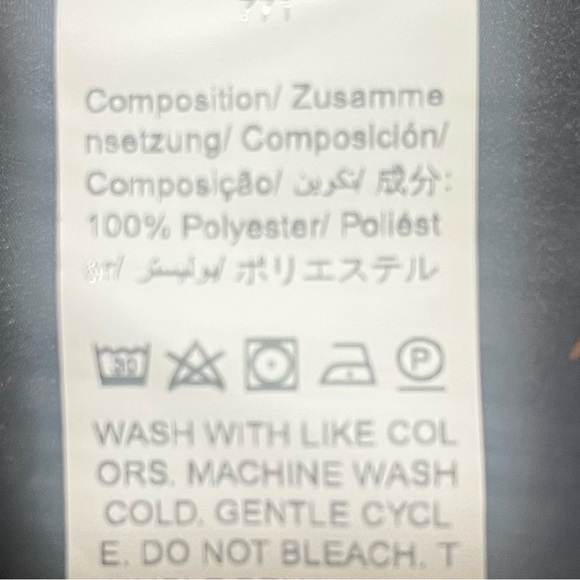 Composition/ Zusamme
nsetzung/ Composición/
Composição/ تكوين/ 成分:
100% Polyester/ Poliést
er/ بوليستر/ ポリエステル
30
P
WASH WITH LIKE COL
ORS. MACHINE WASH
COLD. GENTLE CYCL
E. DO NOT BLEACH. T